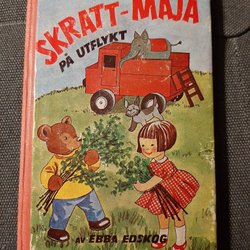 SKRATT-MAJA
PÅ UTFLYKT
AV EBBA EDSKOG